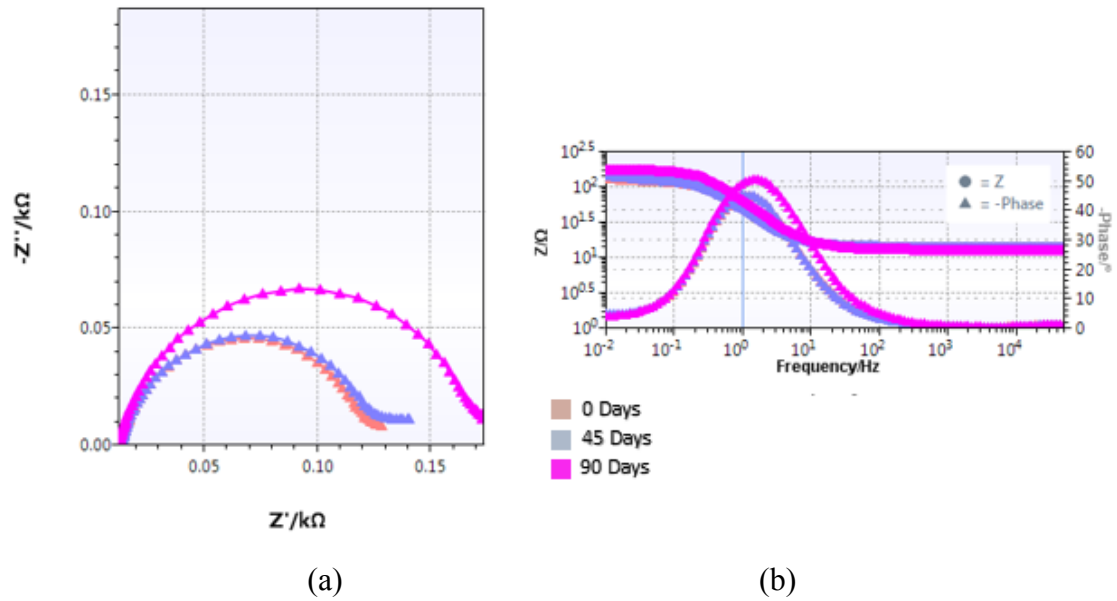 0.15
0.10
0.05
0.00
-Z''/kΩ
0.05 0.10 0.15
Z'/kΩ
(a)
10^2.5
10^2
10^1.5
10^1
10^0.5
10^0
Z/Ω
60
50
40
30
20
10
0
-Phase/°
● = Z
▲ = -Phase
10^-2 10^-1 10^0 10^1 10^2 10^3 10^4
Frequency/Hz
0 Days
45 Days
90 Days
(b)